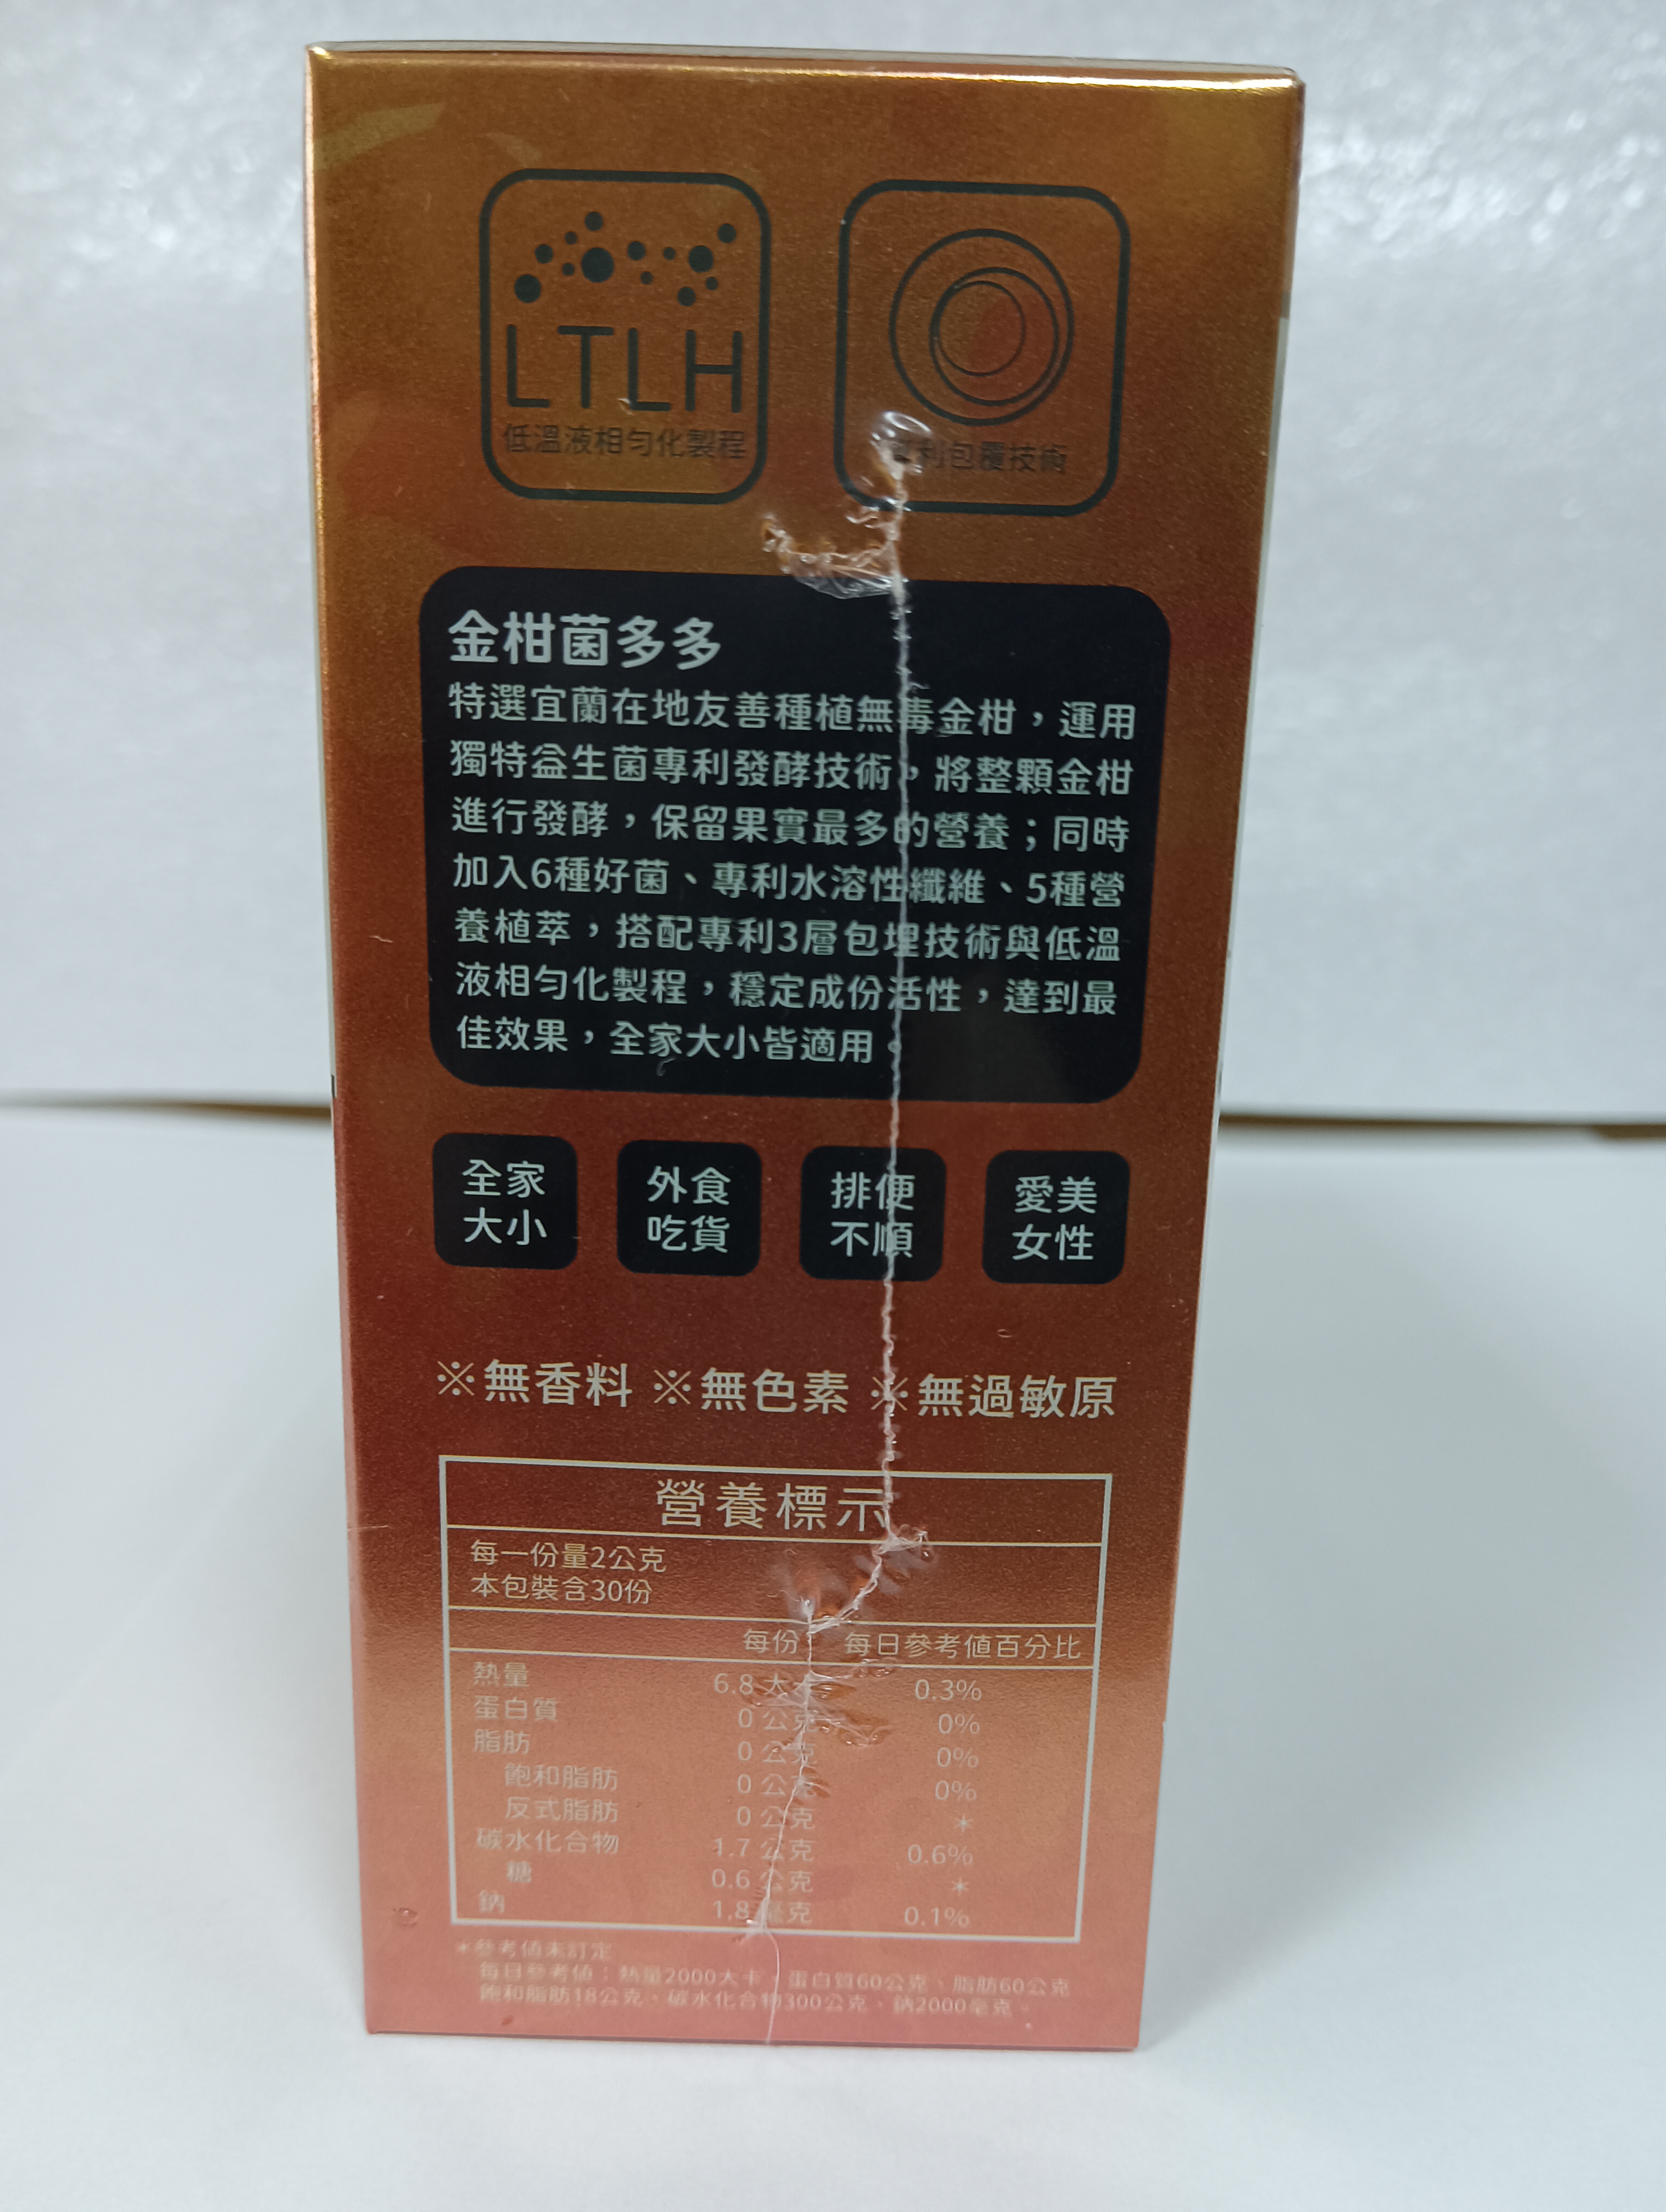 LTLH
低溫液相勻化製程
專利包覆技術
金柑菌多多
特選宜蘭在地友善種植無毒金柑，運用
獨特益生菌專利發酵技術，將整顆金柑
進行發酵，保留果實最多的營養；同時
加入6種好菌、專利水溶性纖維、5種營
養植萃，搭配專利3層包埋技術與低溫
液相勻化製程，穩定成份活性，達到最
佳效果，全家大小皆適用。
全家
大小
外食
吃貨
排便
不順
愛美
女性
※無香料 ※無色素 ※無過敏原
營養標示
每一份量2公克
本包裝含30份
每份 每日參考值百分比
熱量 6.8 大卡 0.3%
蛋白質 0 公克 0%
脂肪 0 公克 0%
飽和脂肪 0 公克 0%
反式脂肪 0 公克 *
碳水化合物 1.7 公克 0.6%
糖 0.6 公克 *
鈉 1.8 毫克 0.1%
*參考值未訂定
每日參考值：熱量2000大卡、蛋白質60公克、脂肪60公克
飽和脂肪18公克、碳水化合物300公克、鈉2000毫克。